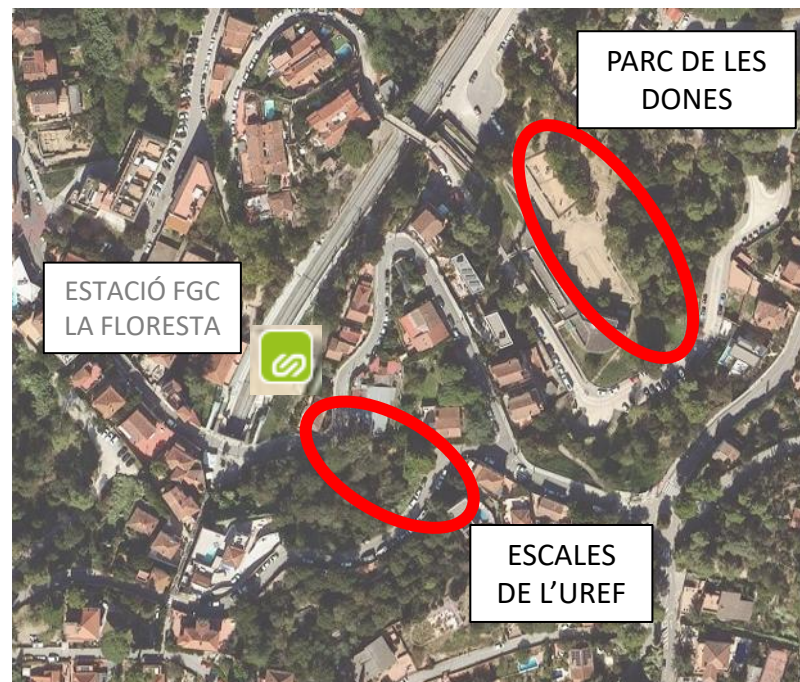 PARC DE LES
DONES
ESTACIÓ FGC
LA FLORESTA
ESCALES
DE L’UREF